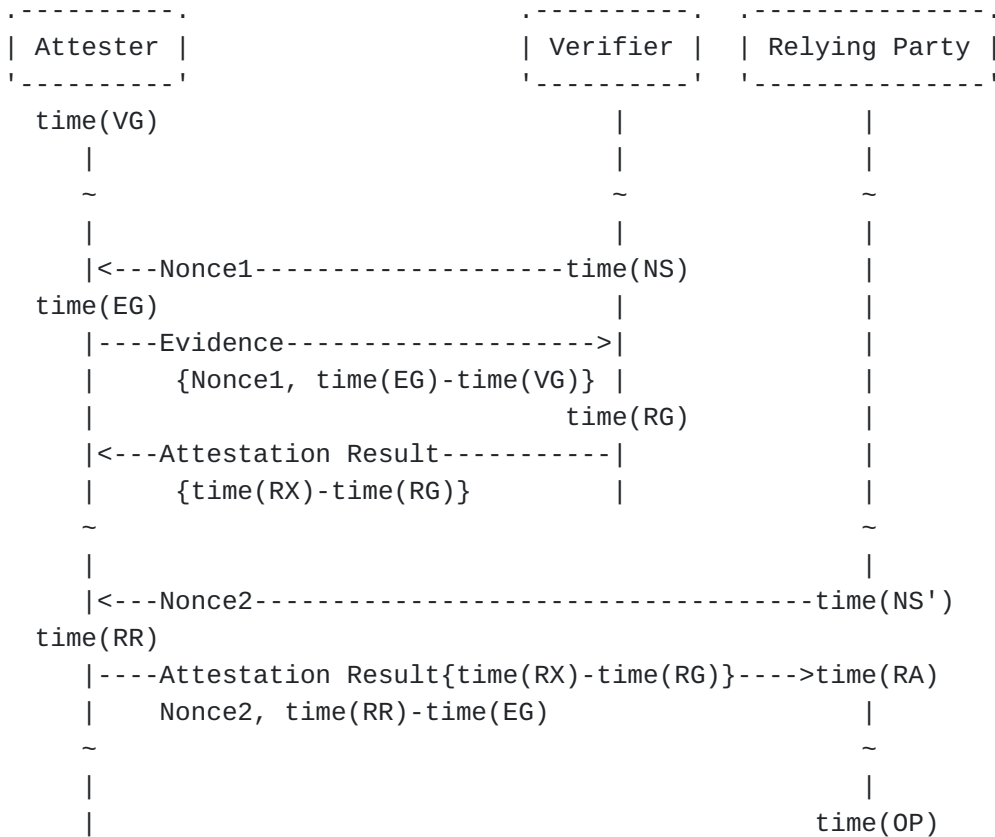 .----------.                      .----------.  .---------------.
| Attester |                      | Verifier |  | Relying Party |
'----------'                      '----------'  '---------------'
  time(VG)                              |               |
     |                                  |               |
     ~                                  ~               ~
     |                                  |               |
     |<---Nonce1--------------------time(NS)            |
  time(EG)                              |               |
     |----Evidence--------------------->|               |
     |     {Nonce1, time(EG)-time(VG)}  |               |
     |                              time(RG)            |
     |<---Attestation Result------------|               |
     |     {time(RX)-time(RG)}          |               |
     ~                                                  ~
     |                                                  |
     |<---Nonce2------------------------------------time(NS')
  time(RR)
     |----Attestation Result{time(RX)-time(RG)}---->time(RA)
     |    Nonce2, time(RR)-time(EG)                     |
     ~                                                  ~
     |                                                  |
     |                                              time(OP)